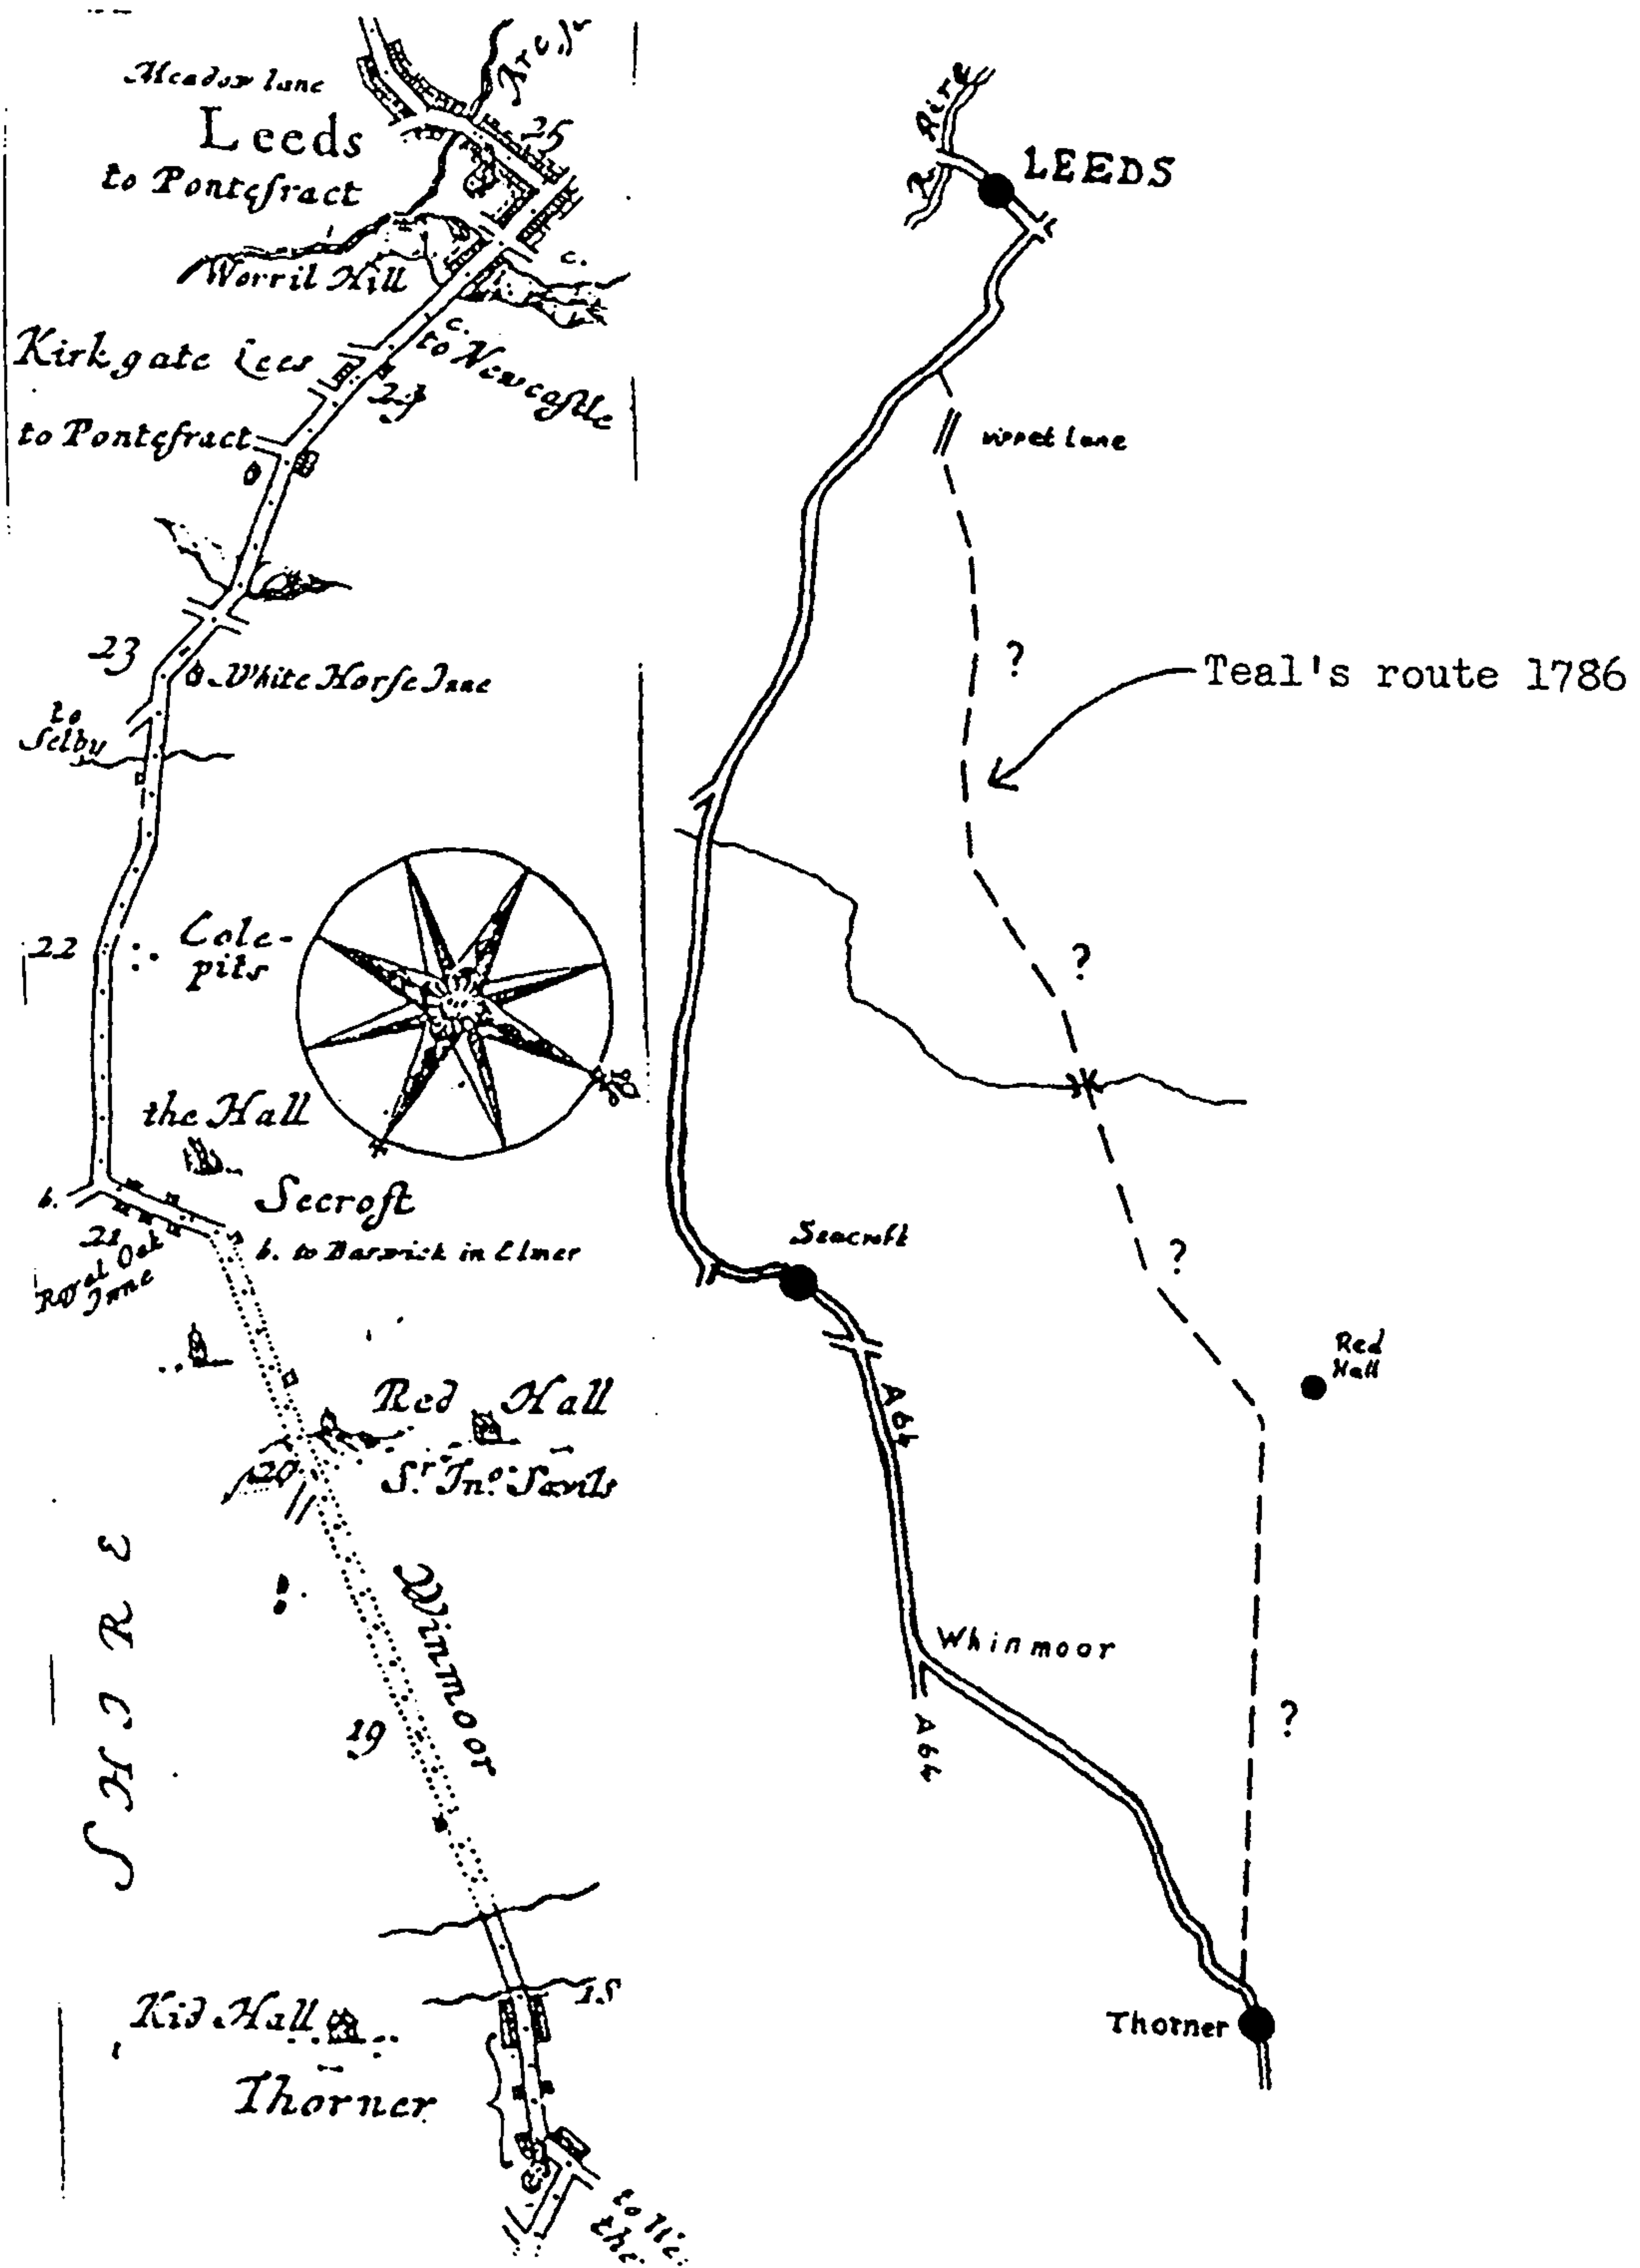 Meadow lane
Leeds
25
to Pontefract
Worril Hill
c.
Kirkgate Lees
c.
to Newcastle
24
to Pontefract
23
White Horse Inne
to
Selby
22
Cole-
pits
the Hall
b.
Secroft
21
b. to Barwick in Elmer
Royal Oak
Inne
Red Hall
20
Sr. Jno. Savils
SHIRE
Winmoor
19
18
Kid Hall
Thorner
R. Aire
LEEDS
Lane
?
Teal's route 1786
?
Seacroft
?
Red
Hall
A64
Whinmoor
?
A64
Thorner